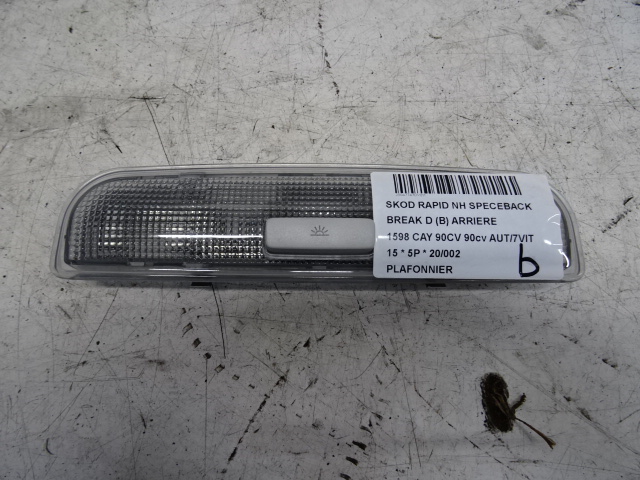 SKOD RAPID NH SPECEBACK
BREAK D (B) ARRIERE
1598 CAY 90CV 90cv AUT/7VIT
15 * 5P * 20/002
PLAFONNIER
b